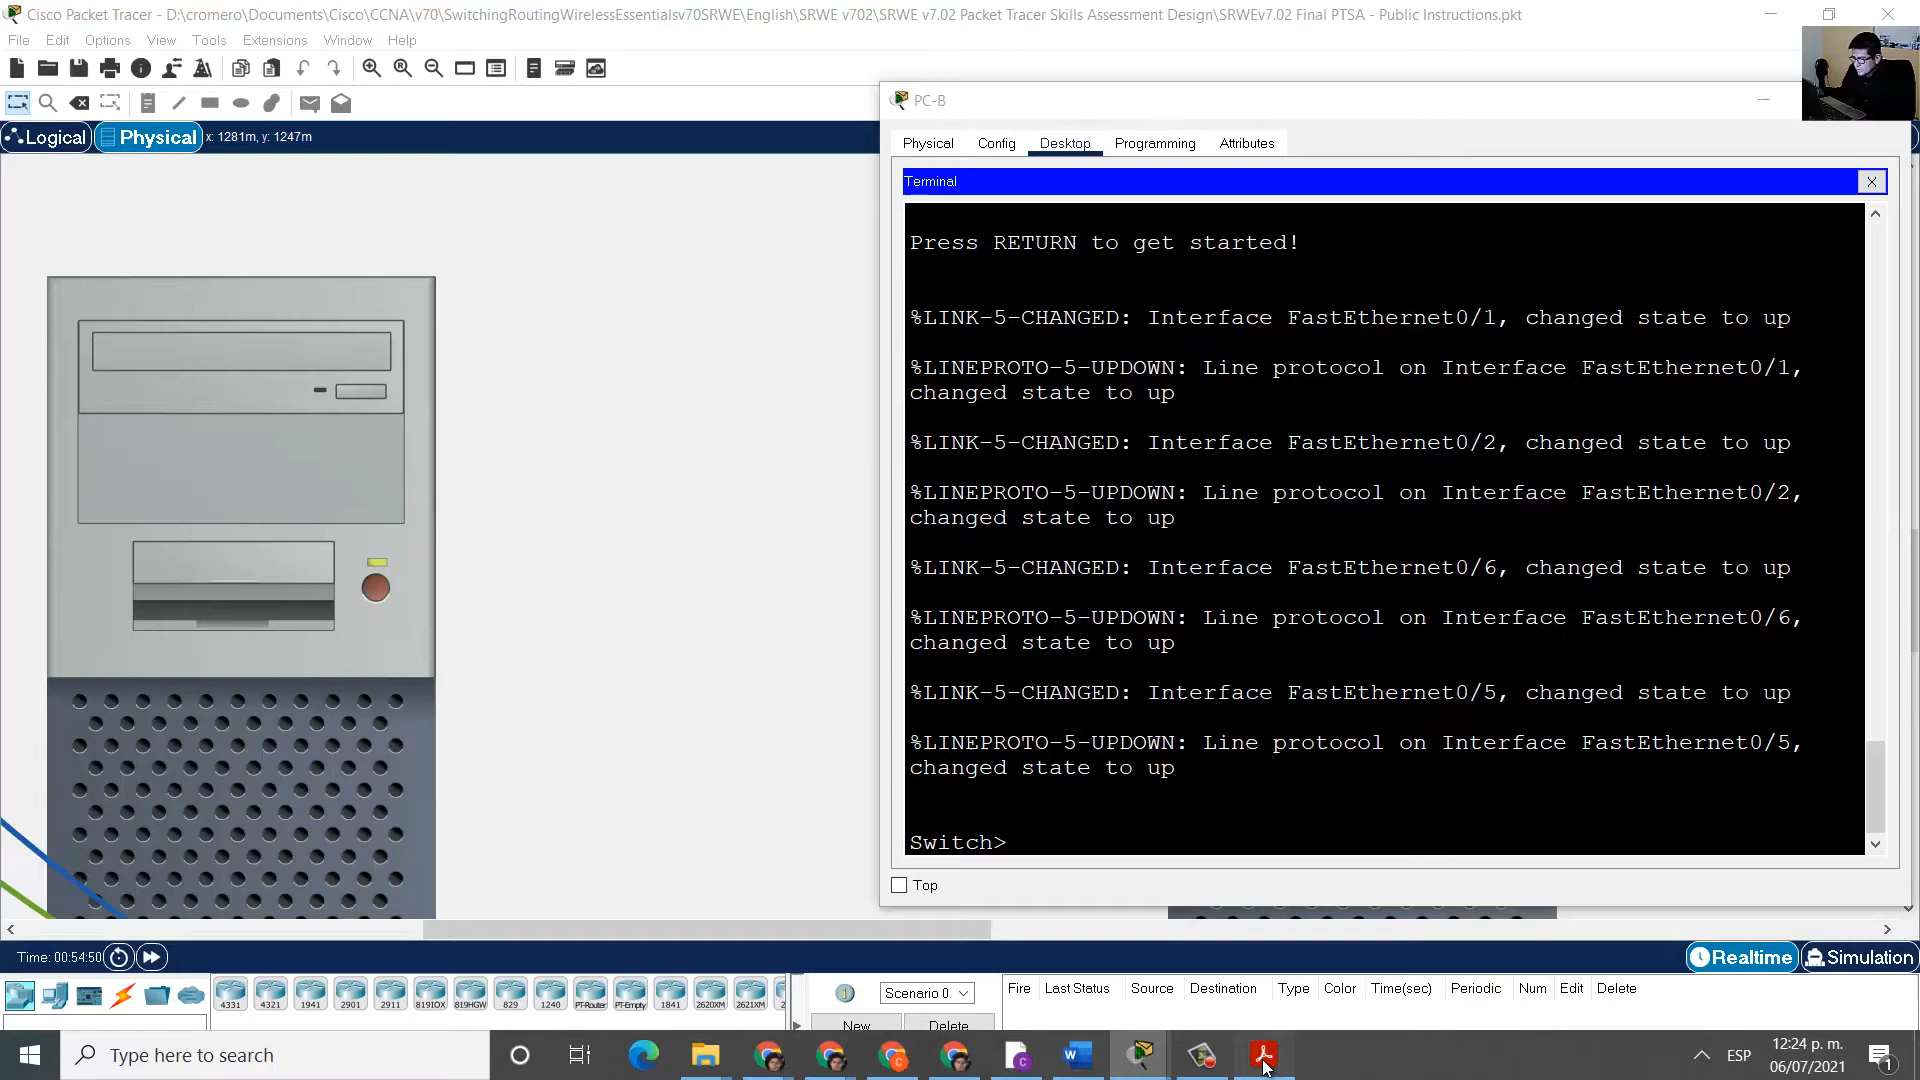 Cisco Packet Tracer - D:\cromero\Documents\Cisco\CCNA\v70\SwitchingRoutingWirelessEssentialsv70SRWE\English\SRWE v702\SRWE v7.02 Packet Tracer Skills Assessment Design\SRWEv7.02 Final PTSA - Public Instructions.pkt
File Edit Options View Tools Extensions Window Help
PC-B
Logical Physical x: 1281m, y: 1247m
Physical Config Desktop Programming Attributes
Terminal
X
Press RETURN to get started!
%LINK-5-CHANGED: Interface FastEthernet0/1, changed state to up
%LINEPROTO-5-UPDOWN: Line protocol on Interface FastEthernet0/1,
changed state to up
%LINK-5-CHANGED: Interface FastEthernet0/2, changed state to up
%LINEPROTO-5-UPDOWN: Line protocol on Interface FastEthernet0/2,
changed state to up
%LINK-5-CHANGED: Interface FastEthernet0/6, changed state to up
%LINEPROTO-5-UPDOWN: Line protocol on Interface FastEthernet0/6,
changed state to up
%LINK-5-CHANGED: Interface FastEthernet0/5, changed state to up
%LINEPROTO-5-UPDOWN: Line protocol on Interface FastEthernet0/5,
changed state to up
Switch>
Top
Time: 00:54:50
Realtime Simulation
4331 4321 1941 2901 2911 819IOX 819HGW 829 1240 PT-Router PT-Empty 1841 2620XM 2621XM
Scenario 0
Fire Last Status Source Destination Type Color Time(sec) Periodic Num Edit Delete
New Delete
Type here to search
ESP
12:24 p. m.
06/07/2021
1